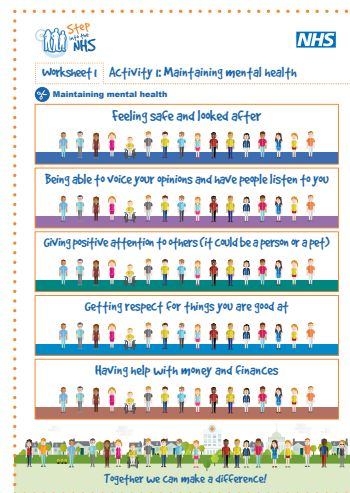 Step
into the
NHS
NHS
Worksheet 1 Activity 1: Maintaining mental health
Maintaining mental health
Feeling safe and looked after
Being able to voice your opinions and have people listen to you
Giving positive attention to others (it could be a person or a pet)
Getting respect for things you are good at
Having help with money and finances
Together we can make a difference!